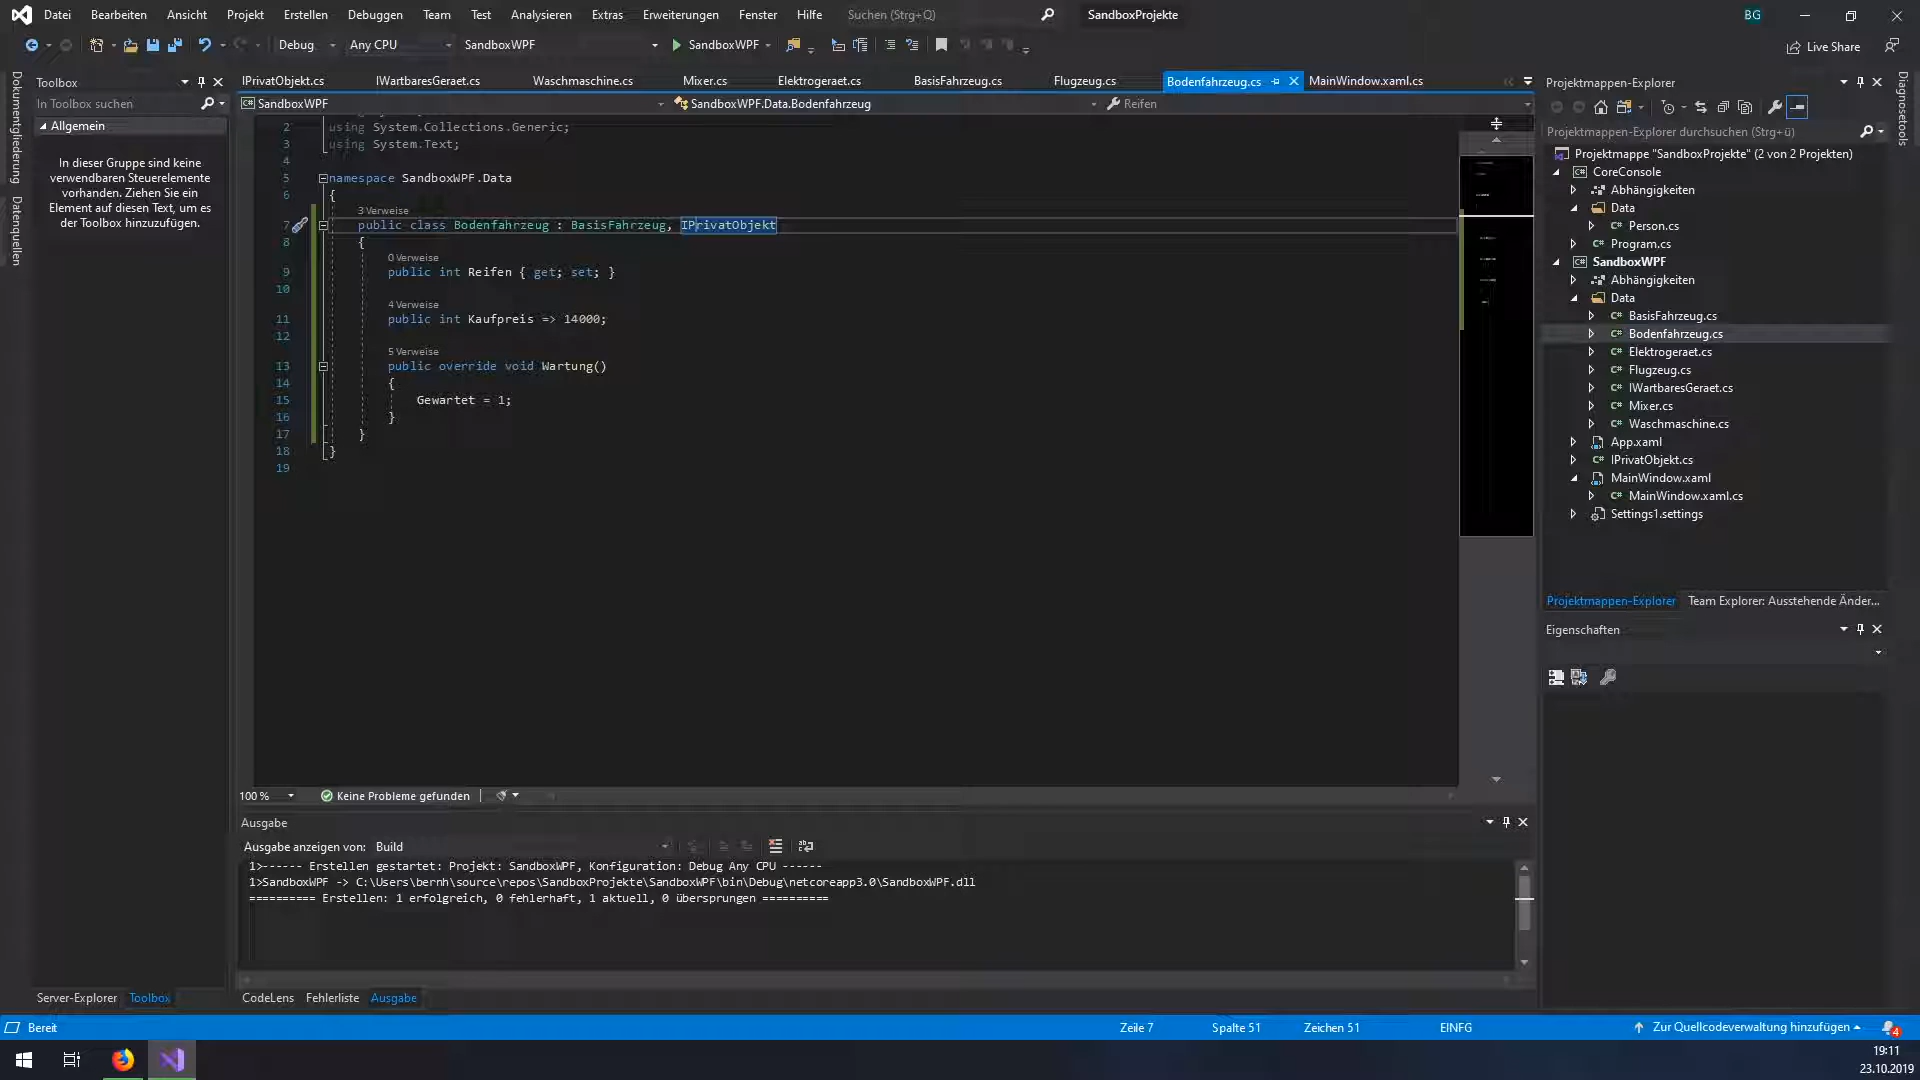 Datei Bearbeiten Ansicht Projekt Erstellen Debuggen Team Test Analysieren Extras Erweiterungen Fenster Hilfe Suchen (Strg+Q) SandboxProjekte BG
Debug Any CPU SandboxWPF SandboxWPF Live Share
Dokumentgliederung
Datenquellen
Toolbox
In Toolbox suchen
Allgemein
In dieser Gruppe sind keine
verwendbaren Steuerelemente
vorhanden. Ziehen Sie ein
Element auf diesen Text, um es
der Toolbox hinzuzufügen.
Server-Explorer Toolbox
IPrivatObjekt.cs IWartbaresGeraet.cs Waschmaschine.cs Mixer.cs Elektrogeraet.cs BasisFahrzeug.cs Flugzeug.cs Bodenfahrzeug.cs MainWindow.xaml.cs
SandboxWPF SandboxWPF.Data.Bodenfahrzeug Reifen
2 using System.Collections.Generic;
3 using System.Text;
4
5 namespace SandboxWPF.Data
6 {
3 Verweise
7 public class Bodenfahrzeug : BasisFahrzeug, IPrivatObjekt
8 {
0 Verweise
9 public int Reifen { get; set; }
10
4 Verweise
11 public int Kaufpreis => 14000;
12
5 Verweise
13 public override void Wartung()
14 {
15 Gewartet = 1;
16 }
17 }
18 }
19
100 % Keine Probleme gefunden
Ausgabe
Ausgabe anzeigen von: Build
1>------ Erstellen gestartet: Projekt: SandboxWPF, Konfiguration: Debug Any CPU ------
1>SandboxWPF -> C:\Users\bernh\source\repos\SandboxProjekte\SandboxWPF\bin\Debug\netcoreapp3.0\SandboxWPF.dll
========== Erstellen: 1 erfolgreich, 0 fehlerhaft, 1 aktuell, 0 übersprungen ==========
CodeLens Fehlerliste Ausgabe
Projektmappen-Explorer
Projektmappen-Explorer durchsuchen (Strg+ü)
Projektmappe "SandboxProjekte" (2 von 2 Projekten)
C# CoreConsole
Abhängigkeiten
Data
C# Person.cs
C# Program.cs
C# SandboxWPF
Abhängigkeiten
Data
C# BasisFahrzeug.cs
C# Bodenfahrzeug.cs
C# Elektrogeraet.cs
C# Flugzeug.cs
C# IWartbaresGeraet.cs
C# Mixer.cs
C# Waschmaschine.cs
App.xaml
C# IPrivatObjekt.cs
MainWindow.xaml
C# MainWindow.xaml.cs
Settings1.settings
Projektmappen-Explorer Team Explorer: Ausstehende Änder...
Eigenschaften
Diagnosetools
Bereit Zeile 7 Spalte 51 Zeichen 51 EINFG Zur Quellcodeverwaltung hinzufügen 4
19:11
23.10.2019